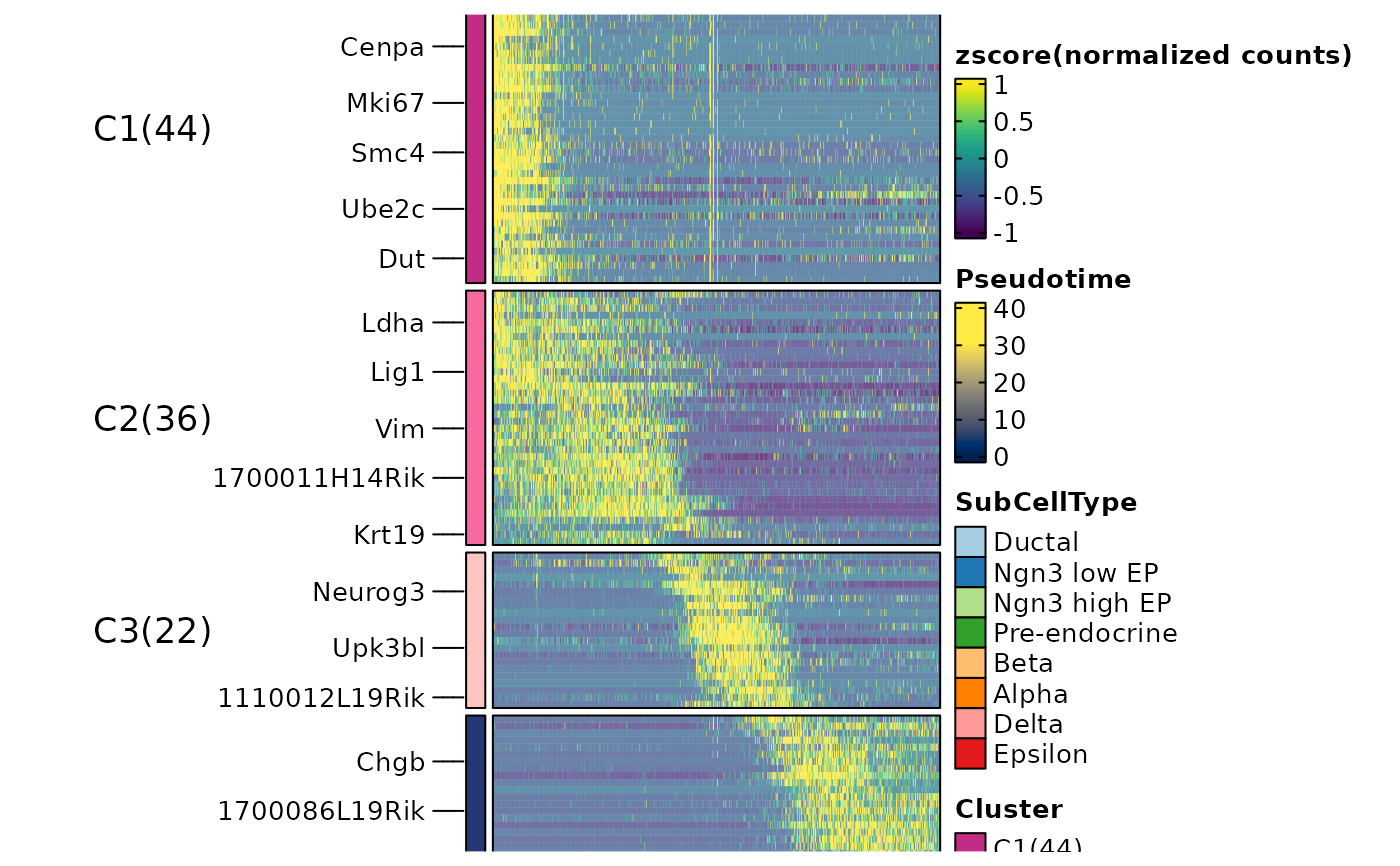 Cenpa
Mki67
C1(44)
Smc4
Ube2c
Dut
Ldha
Lig1
C2(36)
Vim
1700011H14Rik
Krt19
Neurog3
C3(22)
Upk3bl
1110012L19Rik
Chgb
1700086L19Rik
zscore(normalized counts)
1
0.5
0
-0.5
-1
Pseudotime
40
30
20
10
0
SubCellType
Ductal
Ngn3 low EP
Ngn3 high EP
Pre-endocrine
Beta
Alpha
Delta
Epsilon
Cluster
C1(44)